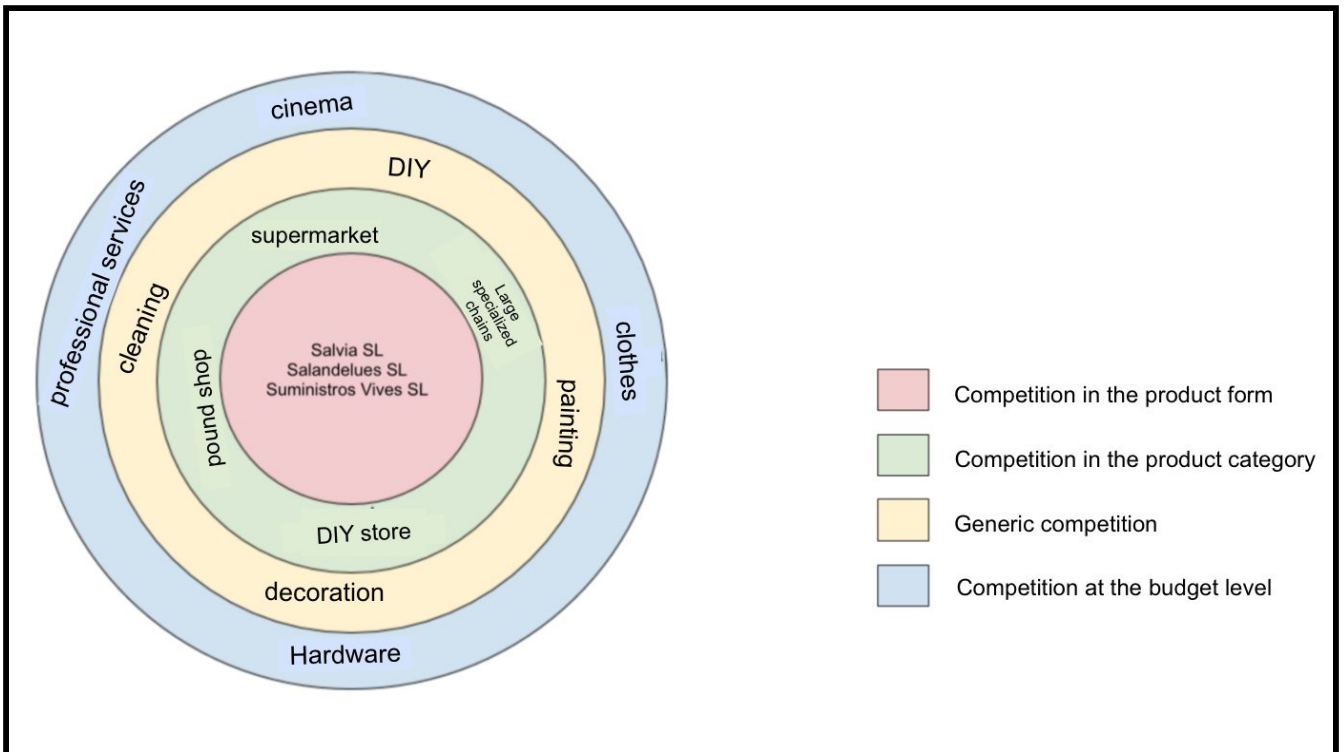 cinema
DIY
professional services
supermarket
Large
specialized
chains
cleaning
clothes
Salvia SL
Salandelues SL
Suministros Vives SL
pound shop
painting
DIY store
decoration
Hardware
Competition in the product form
Competition in the product category
Generic competition
Competition at the budget level